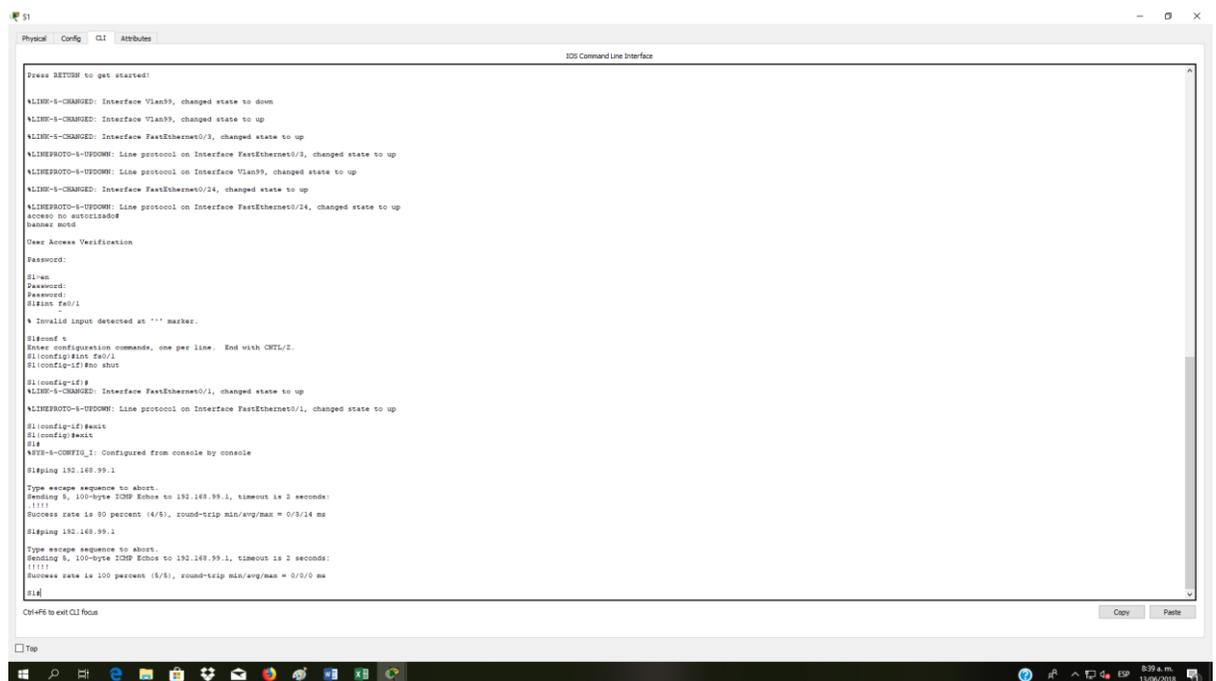 S1
Physical Config CLI Attributes
IOS Command Line Interface
Press RETURN to get started!
%LINK-5-CHANGED: Interface Vlan99, changed state to down
%LINK-5-CHANGED: Interface Vlan99, changed state to up
%LINK-5-CHANGED: Interface FastEthernet0/3, changed state to up
%LINEPROTO-5-UPDOWN: Line protocol on Interface FastEthernet0/3, changed state to up
%LINEPROTO-5-UPDOWN: Line protocol on Interface Vlan99, changed state to up
%LINK-5-CHANGED: Interface FastEthernet0/24, changed state to up
%LINEPROTO-5-UPDOWN: Line protocol on Interface FastEthernet0/24, changed state to up
acceso no autorizado#
banner motd
User Access Verification
Password:
S1>en
Password:
Password:
S1#int fa0/1
^
% Invalid input detected at '^' marker.
S1#conf t
Enter configuration commands, one per line. End with CNTL/Z.
S1(config)#int fa0/1
S1(config-if)#no shut
S1(config-if)#
%LINK-5-CHANGED: Interface FastEthernet0/1, changed state to up
%LINEPROTO-5-UPDOWN: Line protocol on Interface FastEthernet0/1, changed state to up
S1(config-if)#exit
S1(config)#exit
S1#
%SYS-5-CONFIG_I: Configured from console by console
S1#ping 192.168.99.1
Type escape sequence to abort.
Sending 5, 100-byte ICMP Echos to 192.168.99.1, timeout is 2 seconds:
.!!!!
Success rate is 80 percent (4/5), round-trip min/avg/max = 0/3/14 ms
S1#ping 192.168.99.1
Type escape sequence to abort.
Sending 5, 100-byte ICMP Echos to 192.168.99.1, timeout is 2 seconds:
!!!!!
Success rate is 100 percent (5/5), round-trip min/avg/max = 0/0/0 ms
S1#
Ctrl+F6 to exit CLI focus
Copy Paste
Top
ESP
8:39 a. m.
13/06/2018